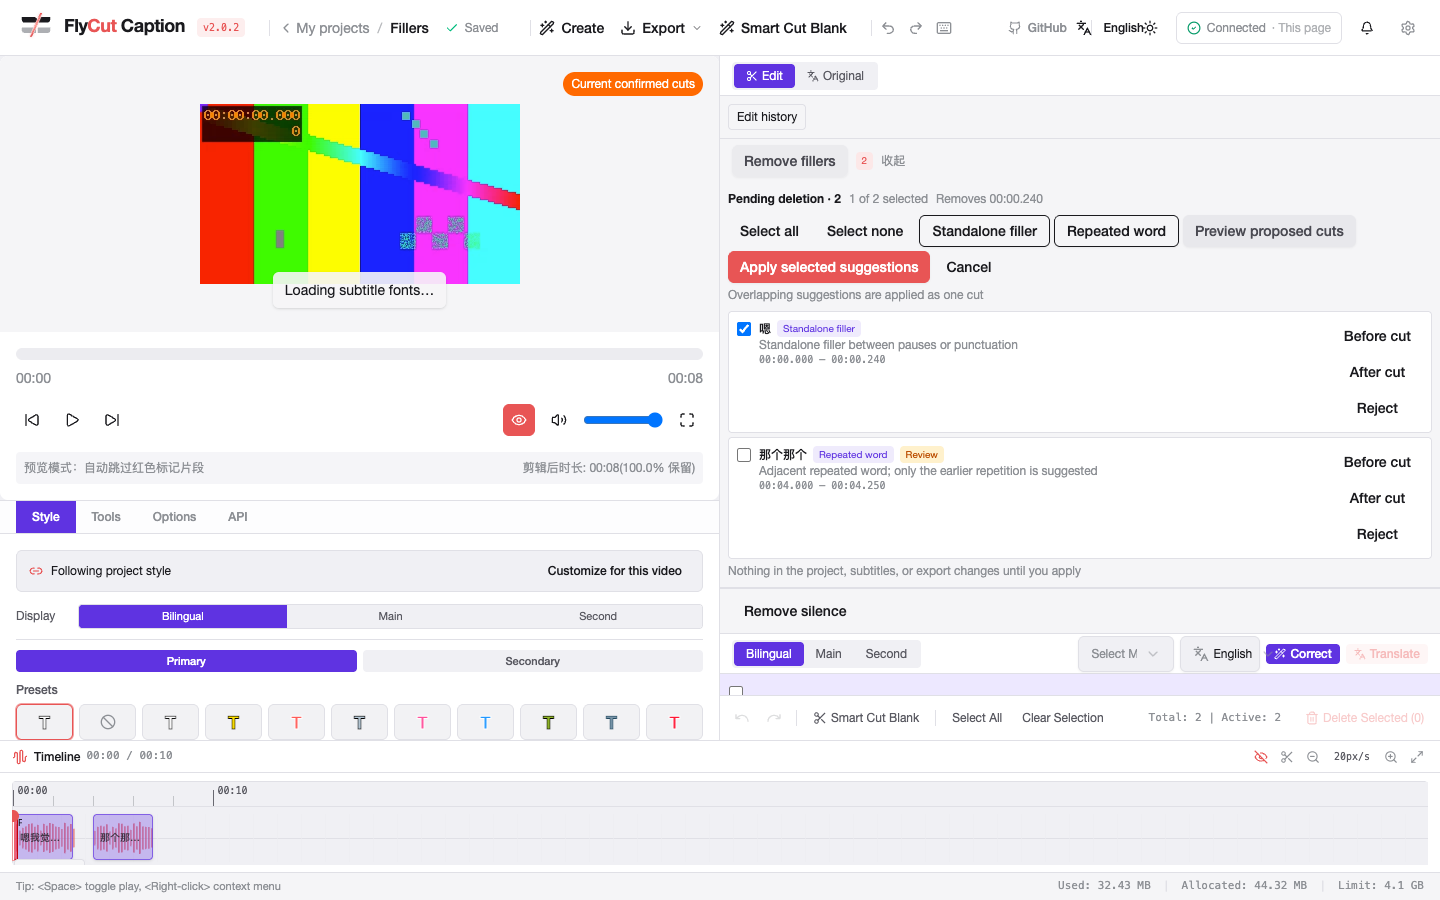 FlyCut Caption v2.0.2 My projects / Fillers Saved Create Export Smart Cut Blank GitHub English Connected · This page
Current confirmed cuts
00:00:00.000
0
Loading subtitle fonts...
00:00 00:08
预览模式：自动跳过红色标记片段 剪辑后时长: 00:08(100.0% 保留)
Style Tools Options API
Following project style Customize for this video
Display Bilingual Main Second
Primary Secondary
Presets
T T T T T T T T T T
Edit Original
Edit history
Remove fillers 2 收起
Pending deletion · 2 1 of 2 selected Removes 00:00.240
Select all Select none Standalone filler Repeated word Preview proposed cuts
Apply selected suggestions Cancel
Overlapping suggestions are applied as one cut
嗯 Standalone filler
Standalone filler between pauses or punctuation
00:00.000 – 00:00.240
Before cut
After cut
Reject
那个那个 Repeated word Review
Adjacent repeated word; only the earlier repetition is suggested
00:04.000 – 00:04.250
Before cut
After cut
Reject
Nothing in the project, subtitles, or export changes until you apply
Remove silence
Bilingual Main Second Select M English Correct Translate
Smart Cut Blank Select All Clear Selection Total: 2 | Active: 2 Delete Selected (0)
Timeline 00:00 / 00:10 20px/s
00:00 00:10
F
嗯我觉... 那个那...
Tip: <Space> toggle play, <Right-click> context menu Used: 32.43 MB Allocated: 44.32 MB Limit: 4.1 GB